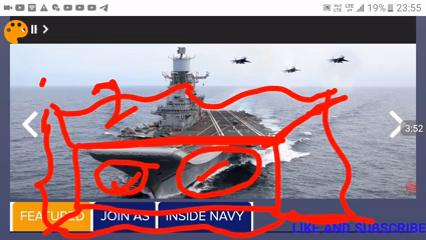 19% 23:55
3:52
FEATURED JOIN AS INSIDE NAVY
LIKE AND SUBSCRIBE